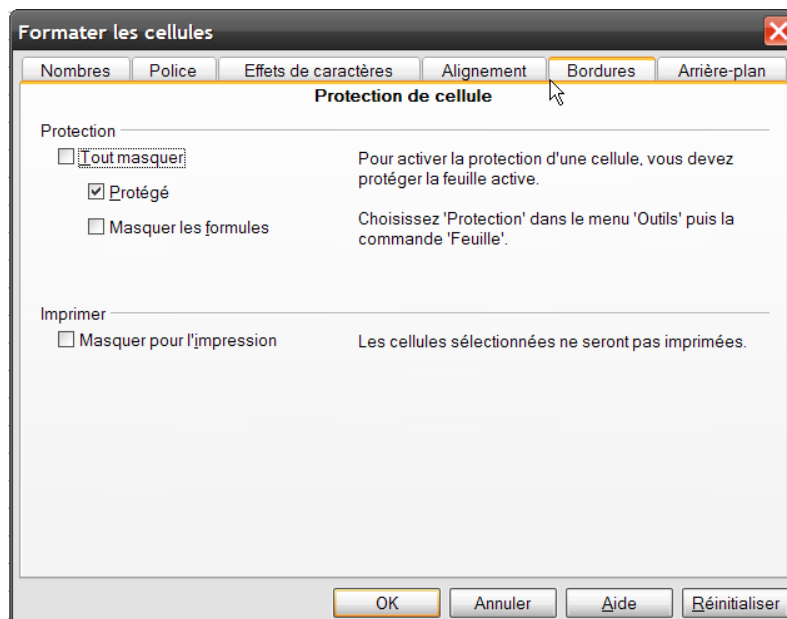 Formater les cellules
Nombres Police Effets de caractères Alignement Bordures Arrière-plan
Protection de cellule
Protection
Tout masquer
Protégé
Masquer les formules
Pour activer la protection d'une cellule, vous devez
protéger la feuille active.
Choisissez 'Protection' dans le menu 'Outils' puis la
commande 'Feuille'.
Imprimer
Masquer pour l'impression
Les cellules sélectionnées ne seront pas imprimées.
OK Annuler Aide Réinitialiser